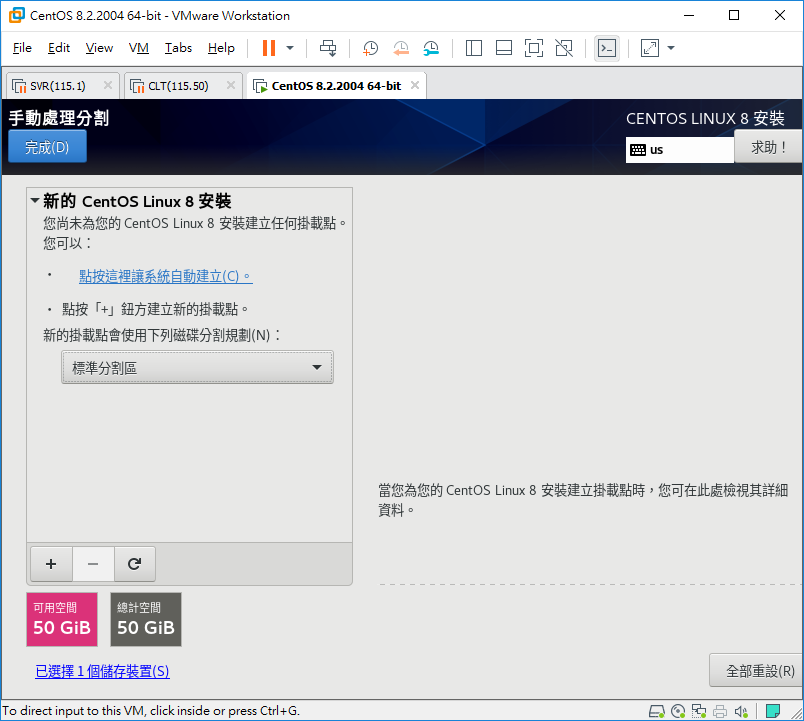 CentOS 8.2.2004 64-bit - VMware Workstation
File Edit View VM Tabs Help
SVR(115.1) CLT(115.50) CentOS 8.2.2004 64-bit
手動處理分割
CENTOS LINUX 8 安裝
完成(D)
us
求助！
新的 CentOS Linux 8 安裝
您尚未為您的 CentOS Linux 8 安裝建立任何掛載點。
您可以：
• 點按這裡讓系統自動建立(C)。
• 點按「+」鈕方建立新的掛載點。
新的掛載點會使用下列磁碟分割規劃(N)：
標準分割區
當您為您的 CentOS Linux 8 安裝建立掛載點時，您可在此處檢視其詳細
資料。
+ −
可用空間
50 GiB
總計空間
50 GiB
已選擇 1 個儲存裝置(S)
全部重設(R)
To direct input to this VM, click inside or press Ctrl+G.